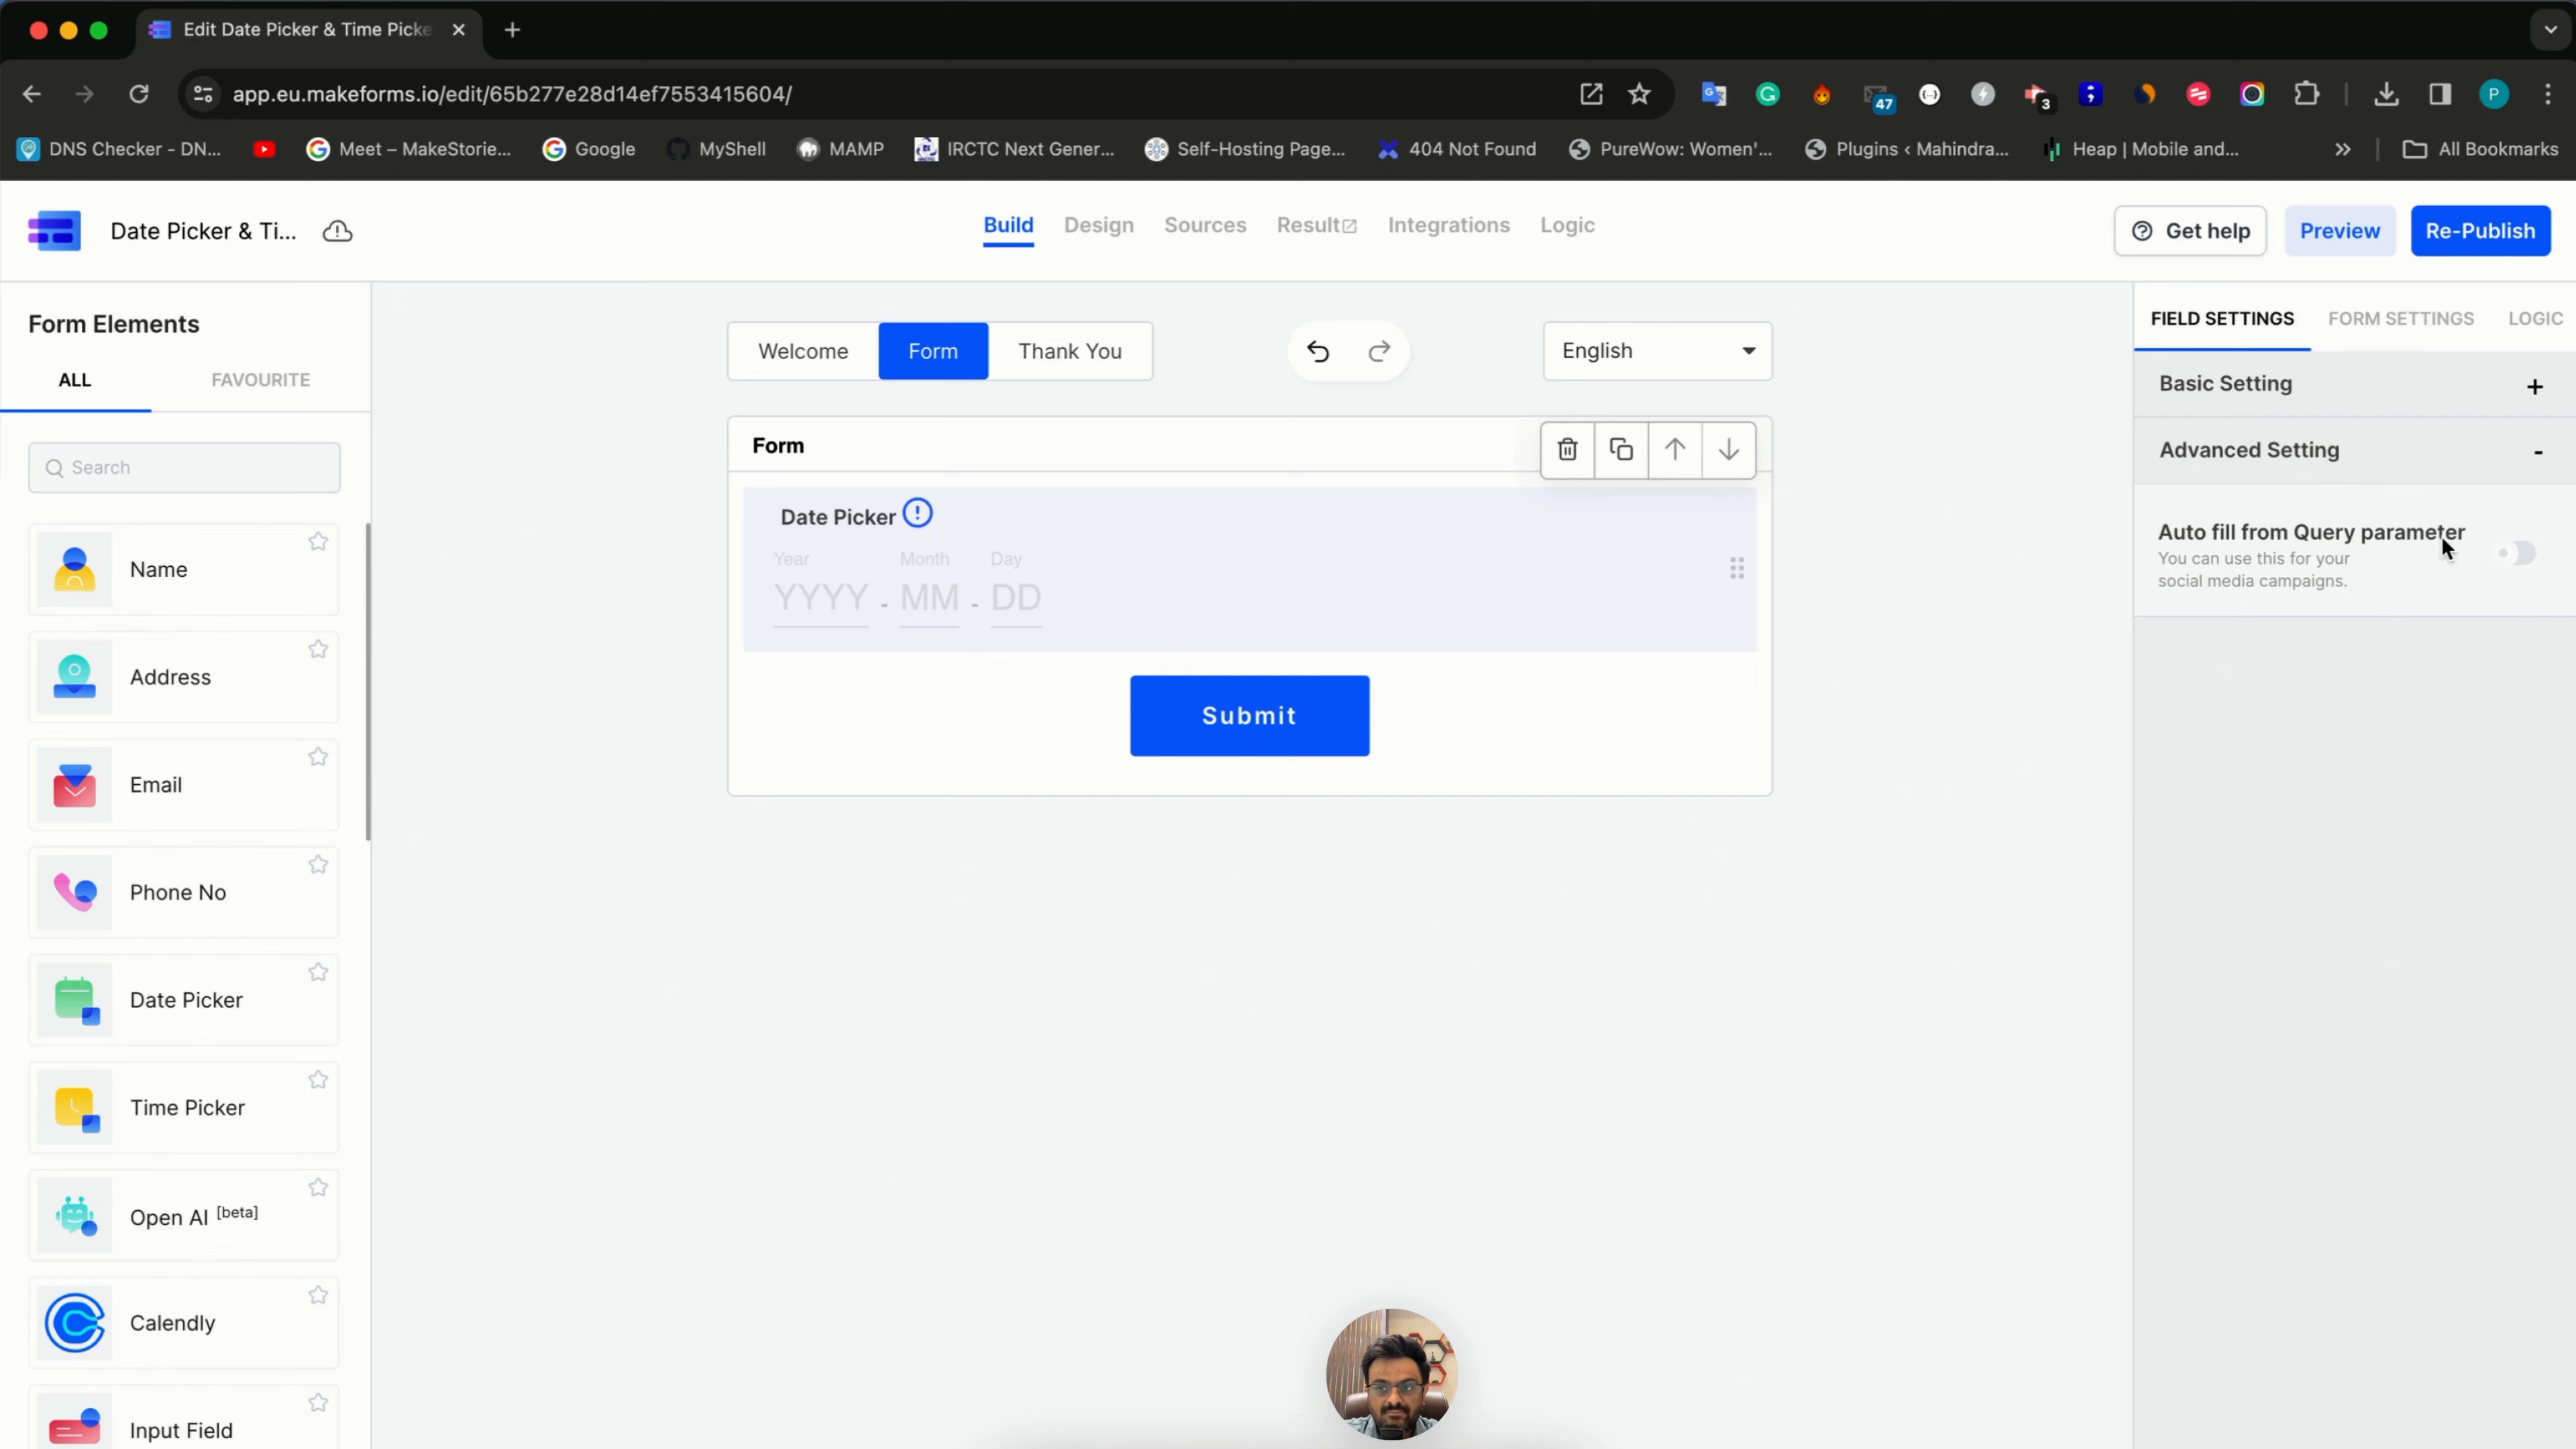 Edit Date Picker & Time Picke
app.eu.makeforms.io/edit/65b277e28d14ef7553415604/
47
3
P
DNS Checker - DN...
Meet – MakeStorie...
Google
MyShell
MAMP
IRCTC Next Gener...
Self-Hosting Page...
404 Not Found
PureWow: Women'...
Plugins ‹ Mahindra...
Heap | Mobile and...
All Bookmarks
Date Picker & Ti...
Build
Design
Sources
Result
Integrations
Logic
Get help
Preview
Re-Publish
Form Elements
ALL
FAVOURITE
Search
Name
Address
Email
Phone No
Date Picker
Time Picker
Open AI [beta]
Calendly
Input Field
Welcome
Form
Thank You
English
Form
Date Picker
Year
Month
Day
YYYY - MM - DD
Submit
FIELD SETTINGS
FORM SETTINGS
LOGIC
Basic Setting
+
Advanced Setting
-
Auto fill from Query parameter
You can use this for your
social media campaigns.